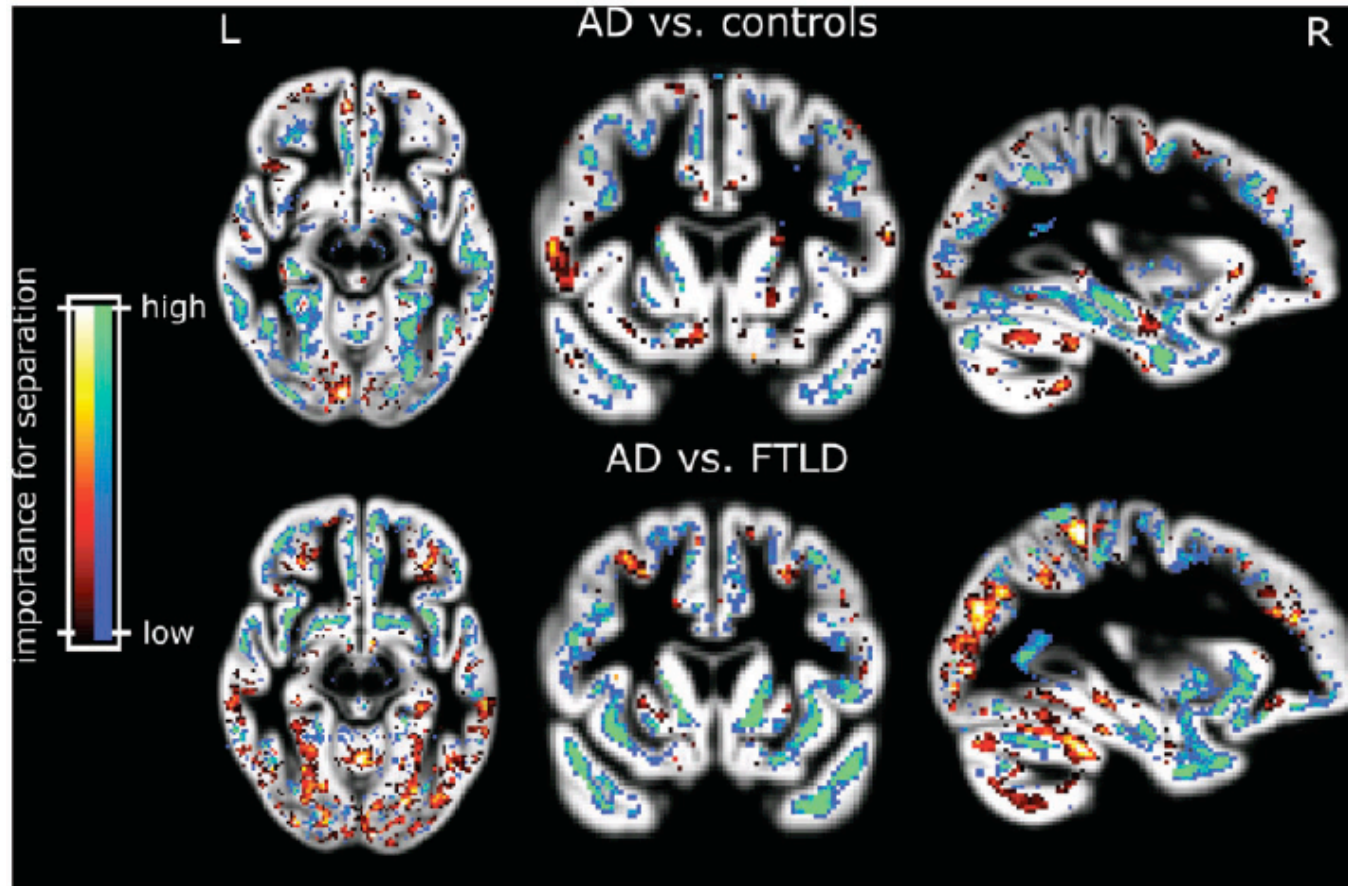 AD vs. controls
L
R
high
importance for separation
low
AD vs. FTLD